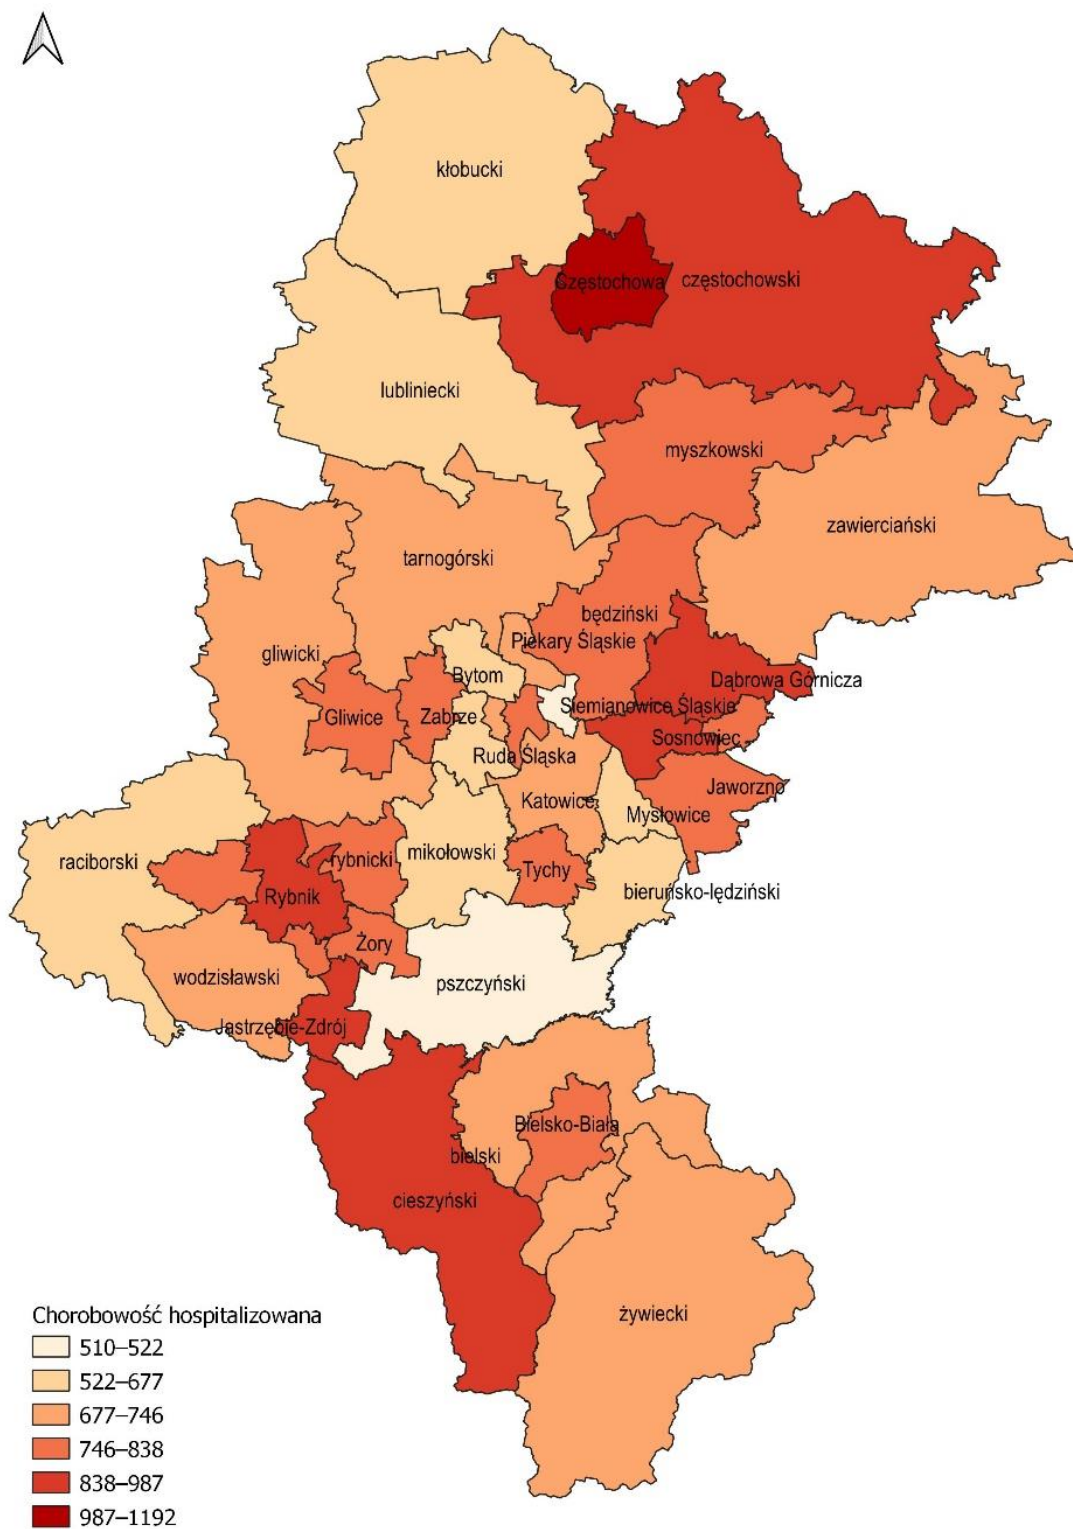 kłobucki
Częstochowa
częstochowski
lubliniecki
myszkowski
zawierciański
tarnogórski
będziński
Piekary Śląskie
gliwicki
Bytom
Dąbrowa Górnicza
Siemianowice Śląskie
Gliwice
Zabrze
Sosnowiec
Ruda Śląska
Jaworzno
Katowice
Mysłowice
raciborski
rybnicki
mikołowski
Tychy
bieruńsko-lędziński
Rybnik
Żory
wodzisławski
pszczyński
Jastrzębie-Zdrój
Bielsko-Biała
bielski
cieszyński
żywiecki
Chorobowość hospitalizowana
510–522
522–677
677–746
746–838
838–987
987–1192